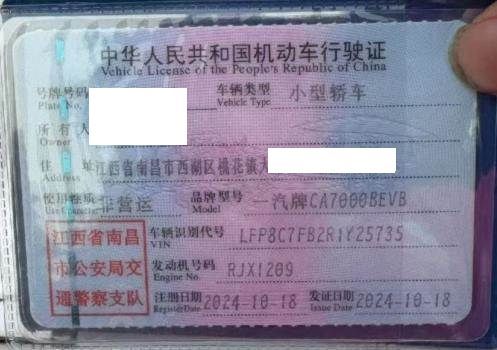 中华人民共和国机动车行驶证
Vehicle License of the People's Republic of China
号牌号码 车辆类型 小型轿车
Plate No. Vehicle Type
所有人
Owner
住 址 江西省南昌市西湖区桃花镇大
Address
使用性质 非营运 品牌型号 一汽牌CA7000BEVB
Use Character Model
江西省南昌
市公安局交
通警察支队
车辆识别代号 LFP8C7FB2R1Y25735
VIN
发动机号码 RJX1209
Engine No.
注册日期 2024-10-18 发证日期 2024-10-18
Register Date Issue Date